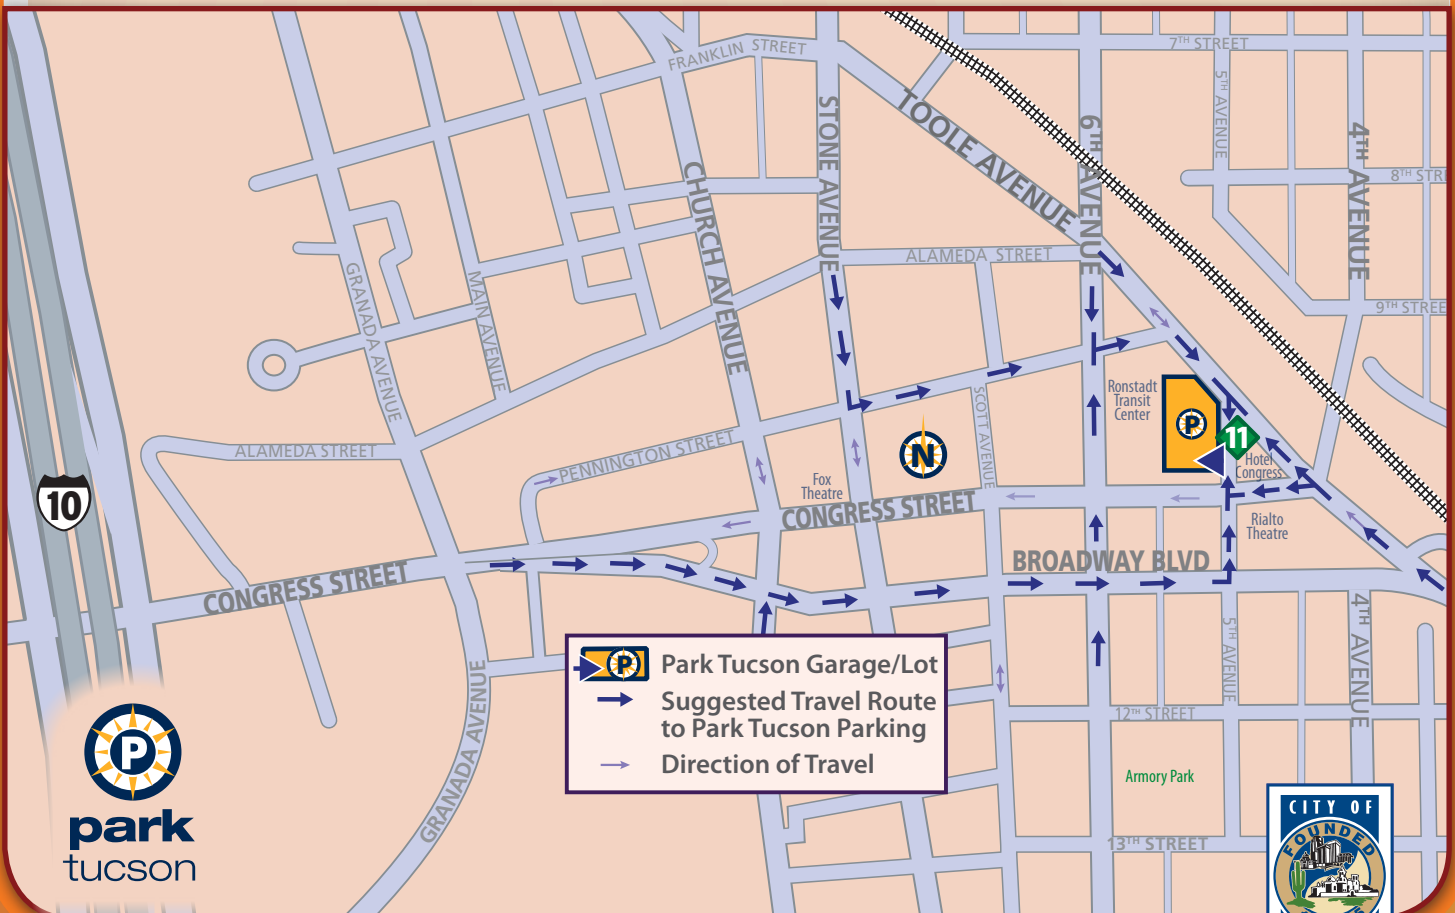 FRANKLIN STREET
7TH STREET
5TH AVENUE
STONE AVENUE
TOOLE AVENUE
6TH AVENUE
4TH AVENUE
8TH STRE
CHURCH AVENUE
ALAMEDA STREET
GRANADA AVENUE
MAIN AVENUE
9TH STREE
Ronstadt
Transit
Center
P
11
SCOTT AVENUE
N
ALAMEDA STREET
PENNINGTON STREET
Hotel
Congress
Fox
Theatre
10
CONGRESS STREET
Rialto
Theatre
BROADWAY BLVD
CONGRESS STREET
4TH AVENUE
5TH AVENUE
GRANADA AVENUE
P
Park Tucson Garage/Lot
Suggested Travel Route
to Park Tucson Parking
Direction of Travel
12TH STREET
P
park
tucson
Armory Park
13TH STREET
CITY OF
FOUNDED